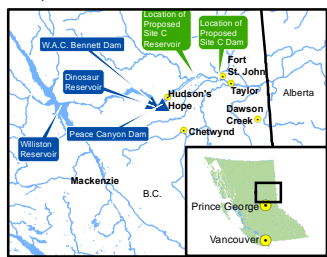 Location of
Proposed
Site C
Reservoir
Location of
Proposed
Site C Dam
W.A.C. Bennett Dam
Dinosaur
Reservoir
Fort
St. John
Hudson's
Hope
Taylor
Alberta
Dawson
Creek
Williston
Reservoir
Peace Canyon Dam
Chetwynd
Mackenzie
B.C.
Prince George
Vancouver